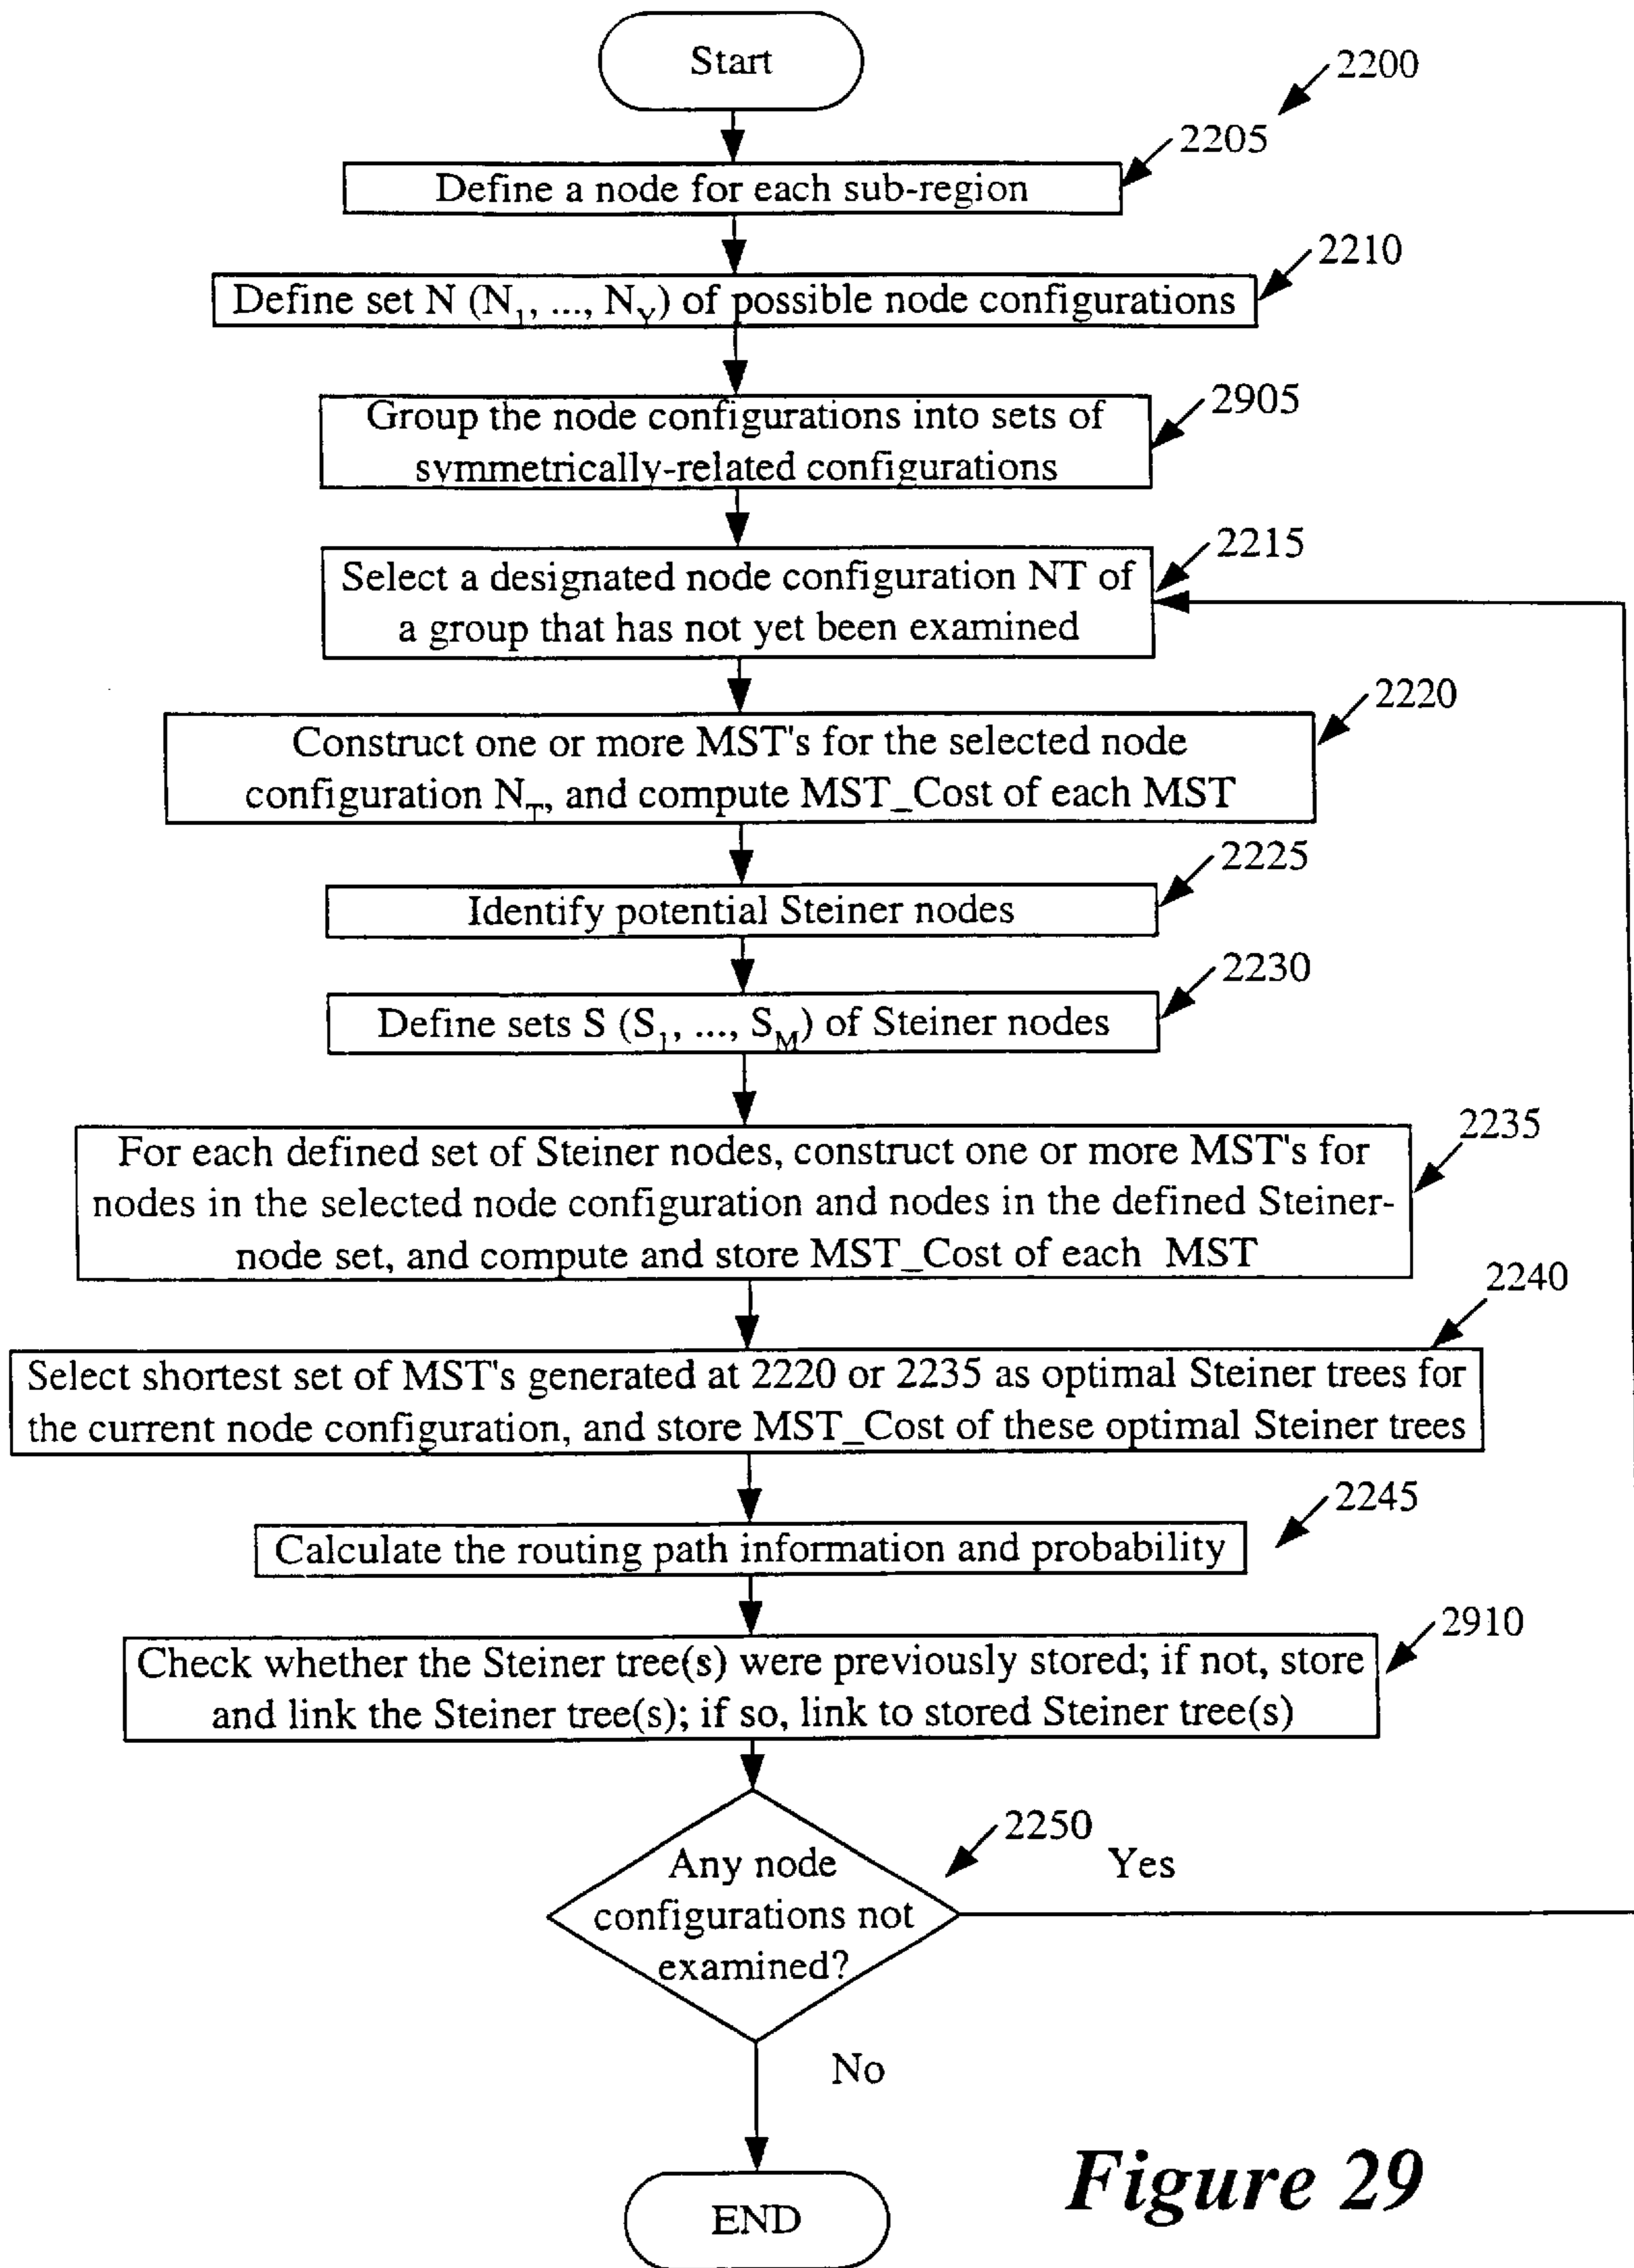 Start
2200
2205
Define a node for each sub-region
2210
Define set N (N₁, ..., Nᵧ) of possible node configurations
2905
Group the node configurations into sets of
symmetrically-related configurations
2215
Select a designated node configuration NT of
a group that has not yet been examined
2220
Construct one or more MST's for the selected node
configuration N_T, and compute MST_Cost of each MST
2225
Identify potential Steiner nodes
2230
Define sets S (S₁, ..., S_M) of Steiner nodes
2235
For each defined set of Steiner nodes, construct one or more MST's for
nodes in the selected node configuration and nodes in the defined Steiner-
node set, and compute and store MST_Cost of each MST
2240
Select shortest set of MST's generated at 2220 or 2235 as optimal Steiner trees for
the current node configuration, and store MST_Cost of these optimal Steiner trees
2245
Calculate the routing path information and probability
2910
Check whether the Steiner tree(s) were previously stored; if not, store
and link the Steiner tree(s); if so, link to stored Steiner tree(s)
2250
Yes
Any node
configurations not
examined?
No
END
Figure 29